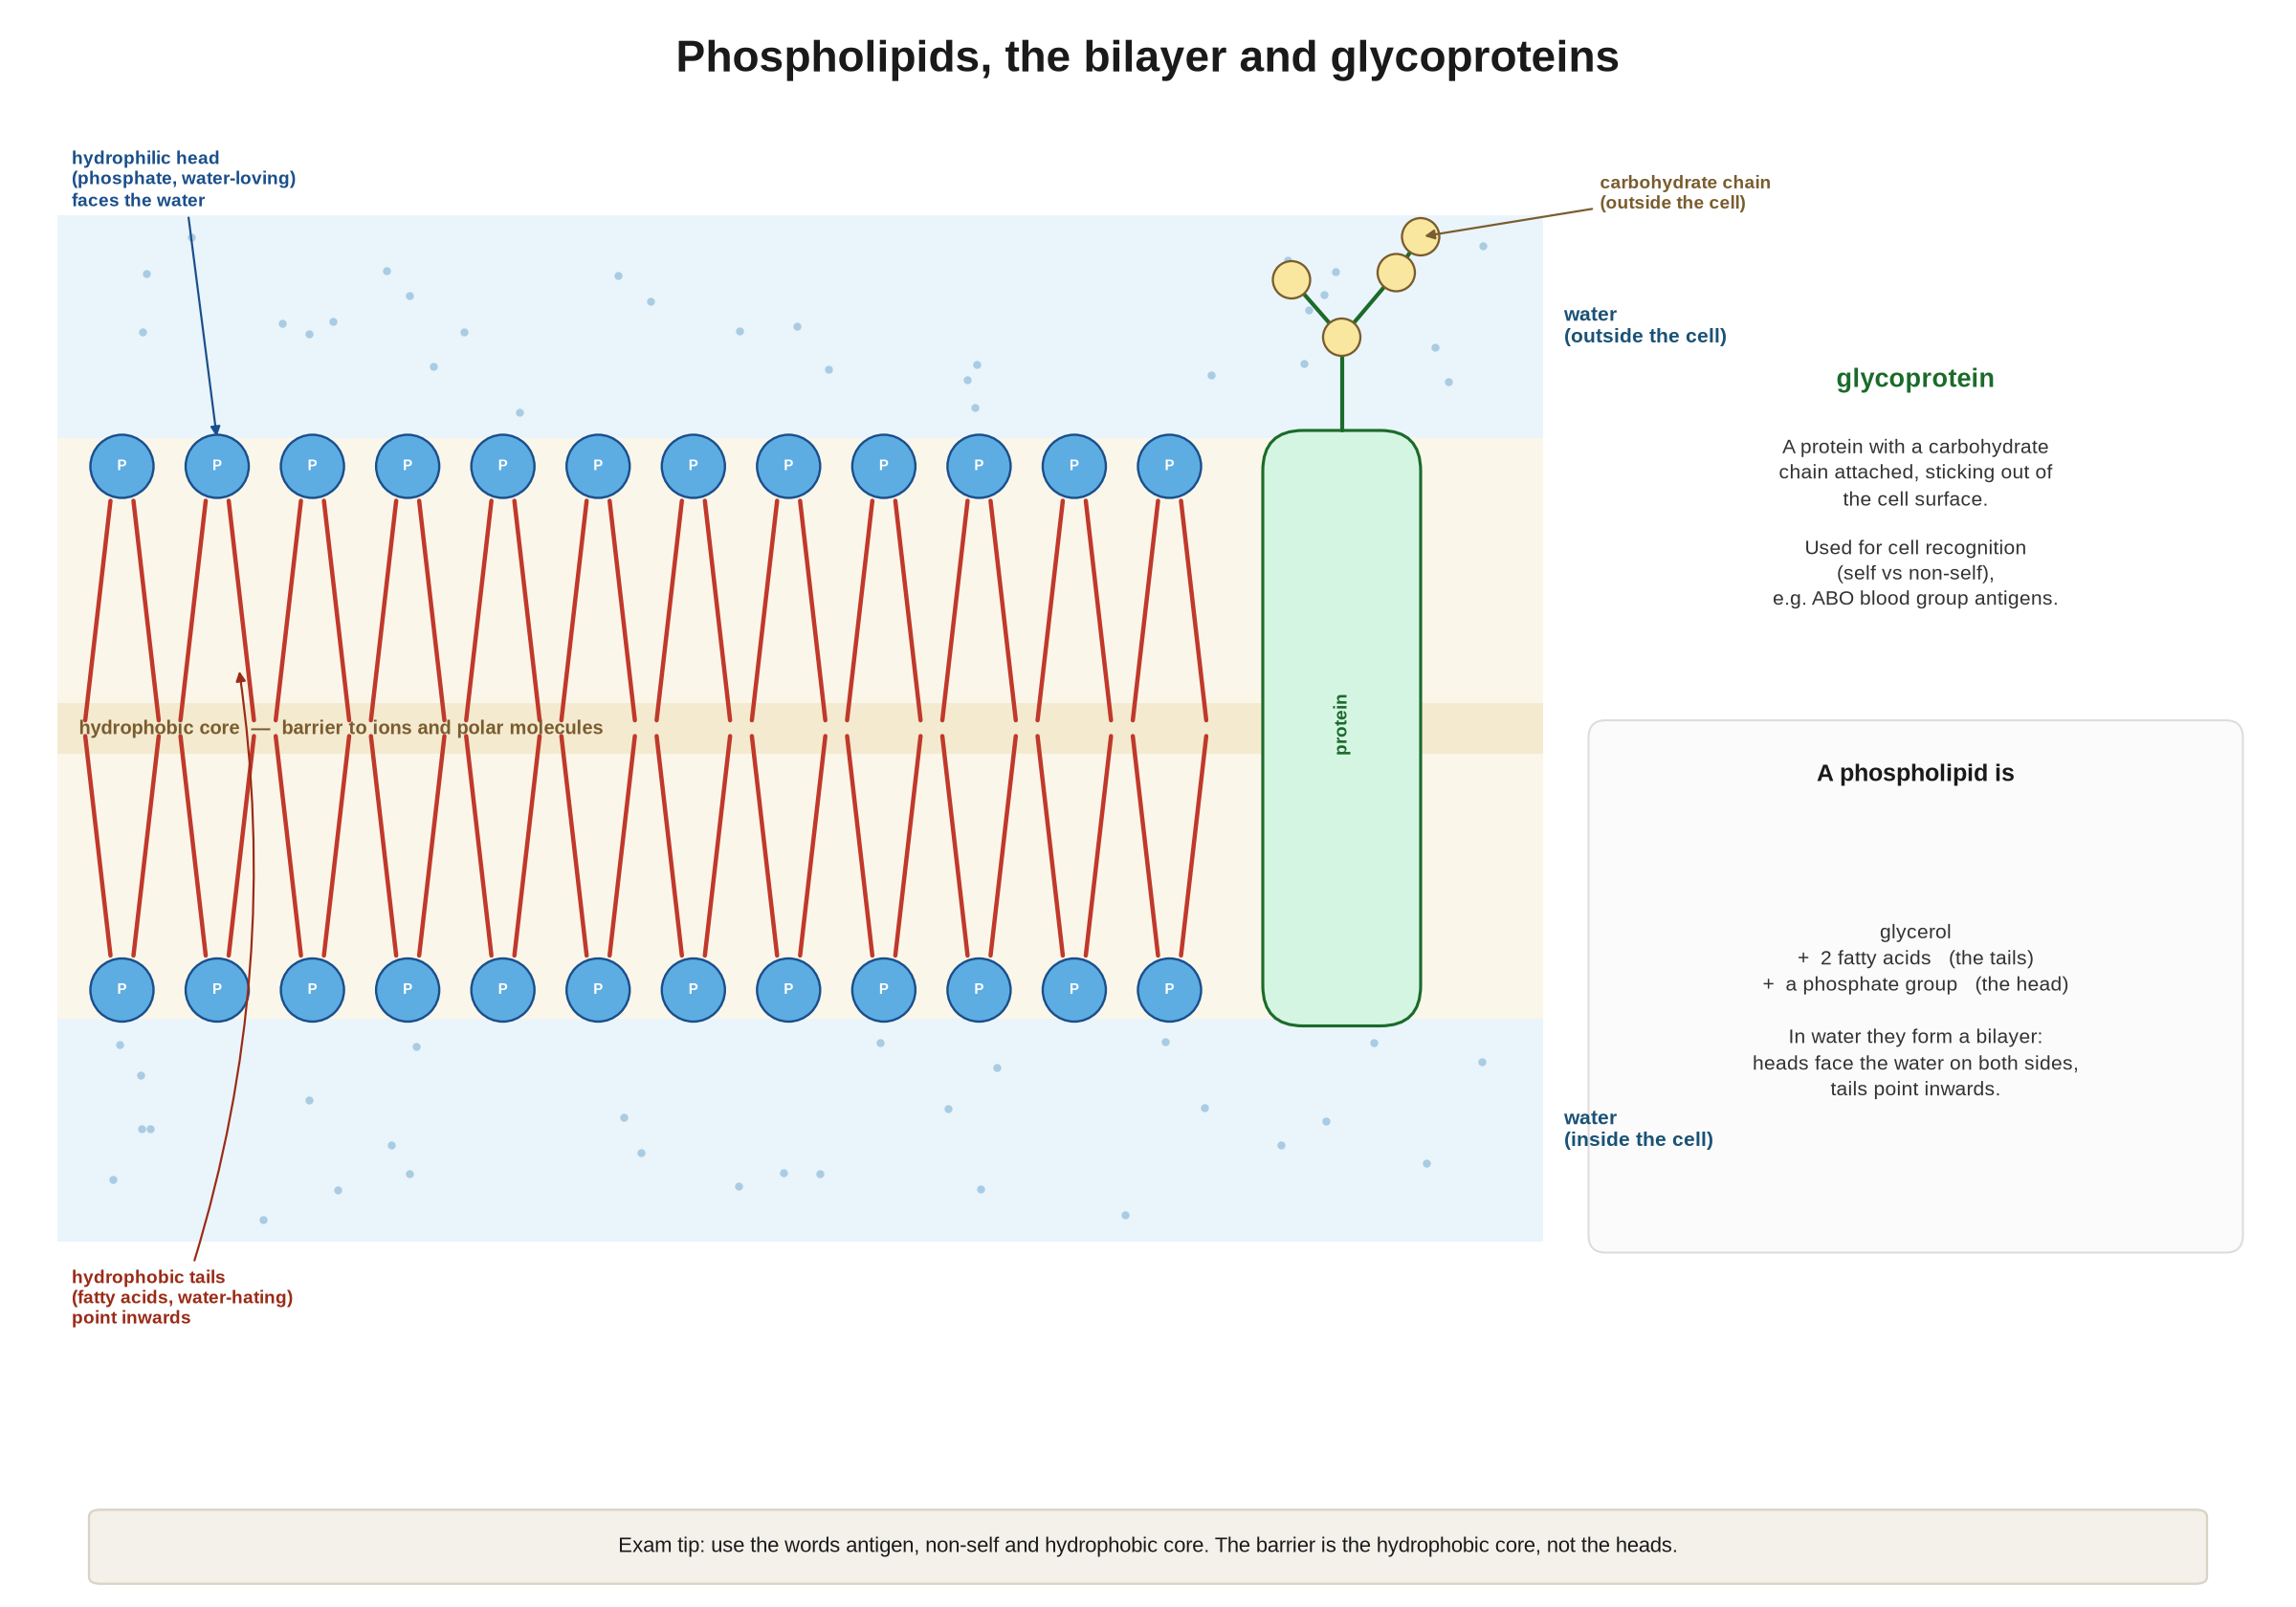 Phospholipids, the bilayer and glycoproteins
hydrophilic head
(phosphate, water-loving)
faces the water
carbohydrate chain
(outside the cell)
water
(outside the cell)
glycoprotein
A protein with a carbohydrate
chain attached, sticking out of
the cell surface.
Used for cell recognition
(self vs non-self),
e.g. ABO blood group antigens.
P P P P P P P P P P P P
hydrophobic core — barrier to ions and polar molecules
protein
P P P P P P P P P P P P
A phospholipid is
glycerol
+ 2 fatty acids (the tails)
+ a phosphate group (the head)
In water they form a bilayer:
heads face the water on both sides,
tails point inwards.
water
(inside the cell)
hydrophobic tails
(fatty acids, water-hating)
point inwards
Exam tip: use the words antigen, non-self and hydrophobic core. The barrier is the hydrophobic core, not the heads.